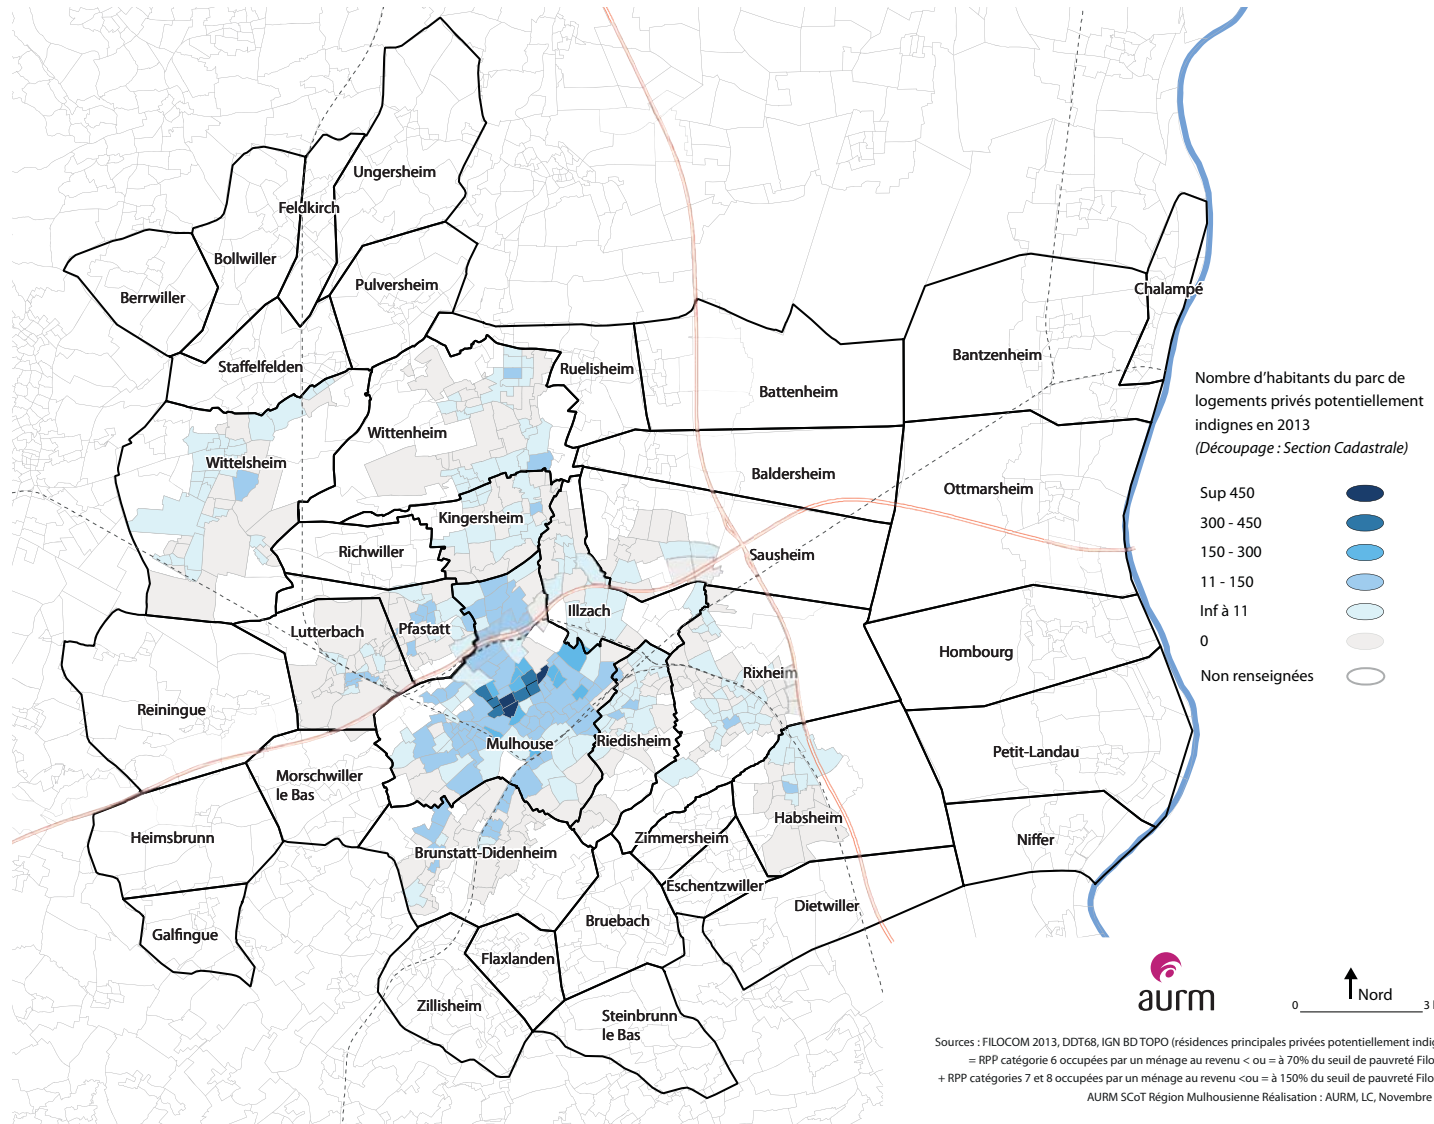 Ungersheim
Feldkirch
Bollwiller
Berrwiller
Pulversheim
Chalampé
Staffelfelden
Ruelisheim
Battenheim
Bantzenheim
Wittenheim
Wittelsheim
Baldersheim
Ottmarsheim
Kingersheim
Richwiller
Sausheim
Illzach
Lutterbach
Pfastatt
Hombourg
Rixheim
Reiningue
Mulhouse
Riedisheim
Petit-Landau
Morschwiller
le Bas
Heimsbrunn
Habsheim
Zimmersheim
Niffer
Brunstatt-Didenheim
Eschentzwiller
Dietwiller
Galfingue
Bruebach
Flaxlanden
Zillisheim
Steinbrunn
le Bas
Nombre d’habitants du parc de
logements privés potentiellement
indignes en 2013
(Découpage : Section Cadastrale)
Sup 450
300 - 450
150 - 300
11 - 150
Inf à 11
0
Non renseignées
aurm
Nord
0 3
Sources : FILOCOM 2013, DDT68, IGN BD TOPO (résidences principales privées potentiellement indig
= RPP catégorie 6 occupées par un ménage au revenu < ou = à 70% du seuil de pauvreté Filo
+ RPP catégories 7 et 8 occupées par un ménage au revenu <ou = à 150% du seuil de pauvreté Filo
AURM SCoT Région Mulhousienne Réalisation : AURM, LC, Novembre